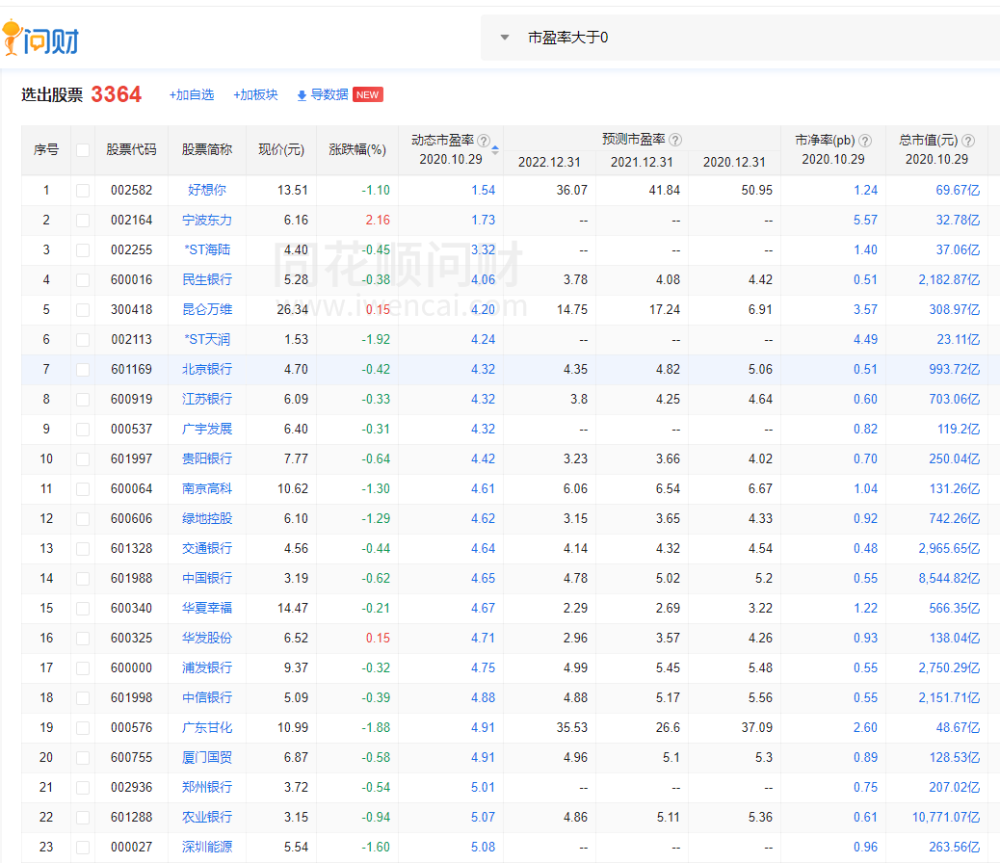 问财
市盈率大于0
选出股票 3364 +加自选 +加板块 导数据 NEW
序号 股票代码 股票简称 现价(元) 涨跌幅(%) 动态市盈率 ? 2020.10.29 预测市盈率 ? 2022.12.31 2021.12.31 2020.12.31 市净率(pb) ? 2020.10.29 总市值(元) ? 2020.10.29
1 002582 好想你 13.51 -1.10 1.54 36.07 41.84 50.95 1.24 69.67亿
2 002164 宁波东力 6.16 2.16 1.73 -- -- -- 5.57 32.78亿
3 002255 *ST海陆 4.40 -0.45 3.32 -- -- -- 1.40 37.06亿
同花顺问财
4 600016 民生银行 5.28 -0.38 4.06 3.78 4.08 4.42 0.51 2,182.87亿
www.iwencai.com
5 300418 昆仑万维 26.34 0.15 4.20 14.75 17.24 6.91 3.57 308.97亿
6 002113 *ST天润 1.53 -1.92 4.24 -- -- -- 4.49 23.11亿
7 601169 北京银行 4.70 -0.42 4.32 4.35 4.82 5.06 0.51 993.72亿
8 600919 江苏银行 6.09 -0.33 4.32 3.8 4.25 4.64 0.60 703.06亿
9 000537 广宇发展 6.40 -0.31 4.32 -- -- -- 0.82 119.2亿
10 601997 贵阳银行 7.77 -0.64 4.42 3.23 3.66 4.02 0.70 250.04亿
11 600064 南京高科 10.62 -1.30 4.61 6.06 6.54 6.67 1.04 131.26亿
12 600606 绿地控股 6.10 -1.29 4.62 3.15 3.65 4.33 0.92 742.26亿
13 601328 交通银行 4.56 -0.44 4.64 4.14 4.32 4.54 0.48 2,965.65亿
14 601988 中国银行 3.19 -0.62 4.65 4.78 5.02 5.2 0.55 8,544.82亿
15 600340 华夏幸福 14.47 -0.21 4.67 2.29 2.69 3.22 1.22 566.35亿
16 600325 华发股份 6.52 0.15 4.71 2.96 3.57 4.26 0.93 138.04亿
17 600000 浦发银行 9.37 -0.32 4.75 4.99 5.45 5.48 0.55 2,750.29亿
18 601998 中信银行 5.09 -0.39 4.88 4.88 5.17 5.56 0.55 2,151.71亿
19 000576 广东甘化 10.99 -1.88 4.91 35.53 26.6 37.09 2.60 48.67亿
20 600755 厦门国贸 6.87 -0.58 4.91 4.96 5.1 5.3 0.89 128.53亿
21 002936 郑州银行 3.72 -0.54 5.01 -- -- -- 0.75 207.02亿
22 601288 农业银行 3.15 -0.94 5.07 4.86 5.11 5.36 0.61 10,771.07亿
23 000027 深圳能源 5.54 -1.60 5.08 -- -- -- 0.96 263.56亿